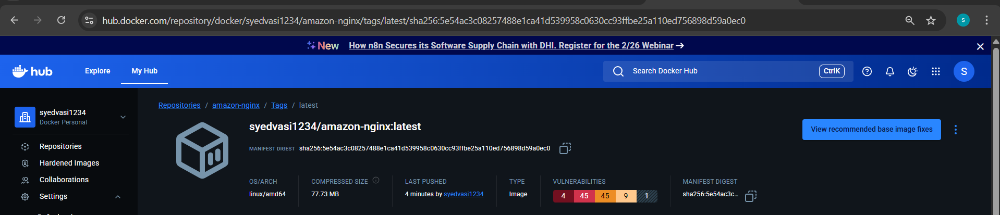 hub.docker.com/repository/docker/syedvasi1234/amazon-nginx/tags/latest/sha256:5e54ac3c08257488e1ca41d539958c0630cc93ffbe25a110ed756898d59a0ec0
S
New How n8n Secures its Software Supply Chain with DHI. Register for the 2/26 Webinar
hub Explore My Hub Search Docker Hub CtrlK S
syedvasi1234
Docker Personal
Repositories
Hardened Images
Collaborations
Settings
Repositories / amazon-nginx / Tags / latest
syedvasi1234/amazon-nginx:latest
View recommended base image fixes
MANIFEST DIGEST sha256:5e54ac3c08257488e1ca41d539958c0630cc93ffbe25a110ed756898d59a0ec0
OS/ARCH
linux/amd64
COMPRESSED SIZE
77.73 MB
LAST PUSHED
4 minutes by syedvasi1234
TYPE
Image
VULNERABILITIES
4 45 45 9 1
MANIFEST DIGEST
sha256:5e54ac3c...